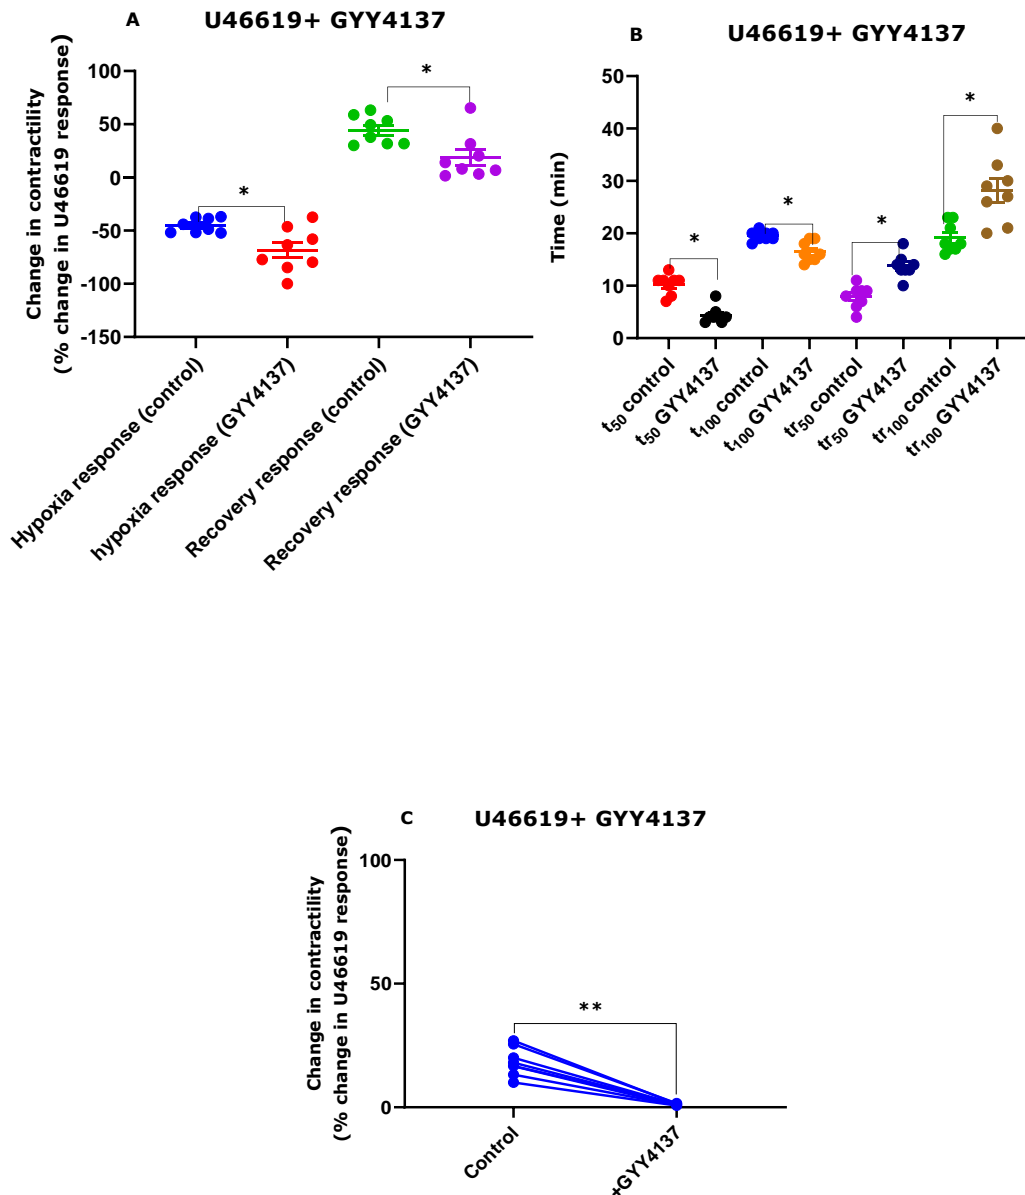 A
U46619+ GYY4137
Change in contractility
(% change in U46619 response)
100
50
0
-50
-100
-150
*
*
Hypoxia response (control)
hypoxia response (GYY4137)
Recovery response (control)
Recovery response (GYY4137)
B
U46619+ GYY4137
Time (min)
50
40
30
20
10
0
*
*
*
*
t₅₀ control
t₅₀ GYY4137
t₁₀₀ control
t₁₀₀ GYY4137
tr₅₀ control
tr₅₀ GYY4137
tr₁₀₀ control
tr₁₀₀ GYY4137
C
U46619+ GYY4137
Change in contractility
(% change in U46619 response)
100
50
0
**
Control
+GYY4137